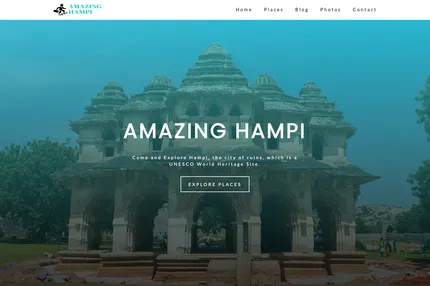 AMAZING
HAMPI
Home Places Blog Photos Contact
AMAZING HAMPI
Come and Explore Hampi, the city of ruins, which is a
UNESCO World Heritage Site.
EXPLORE PLACES